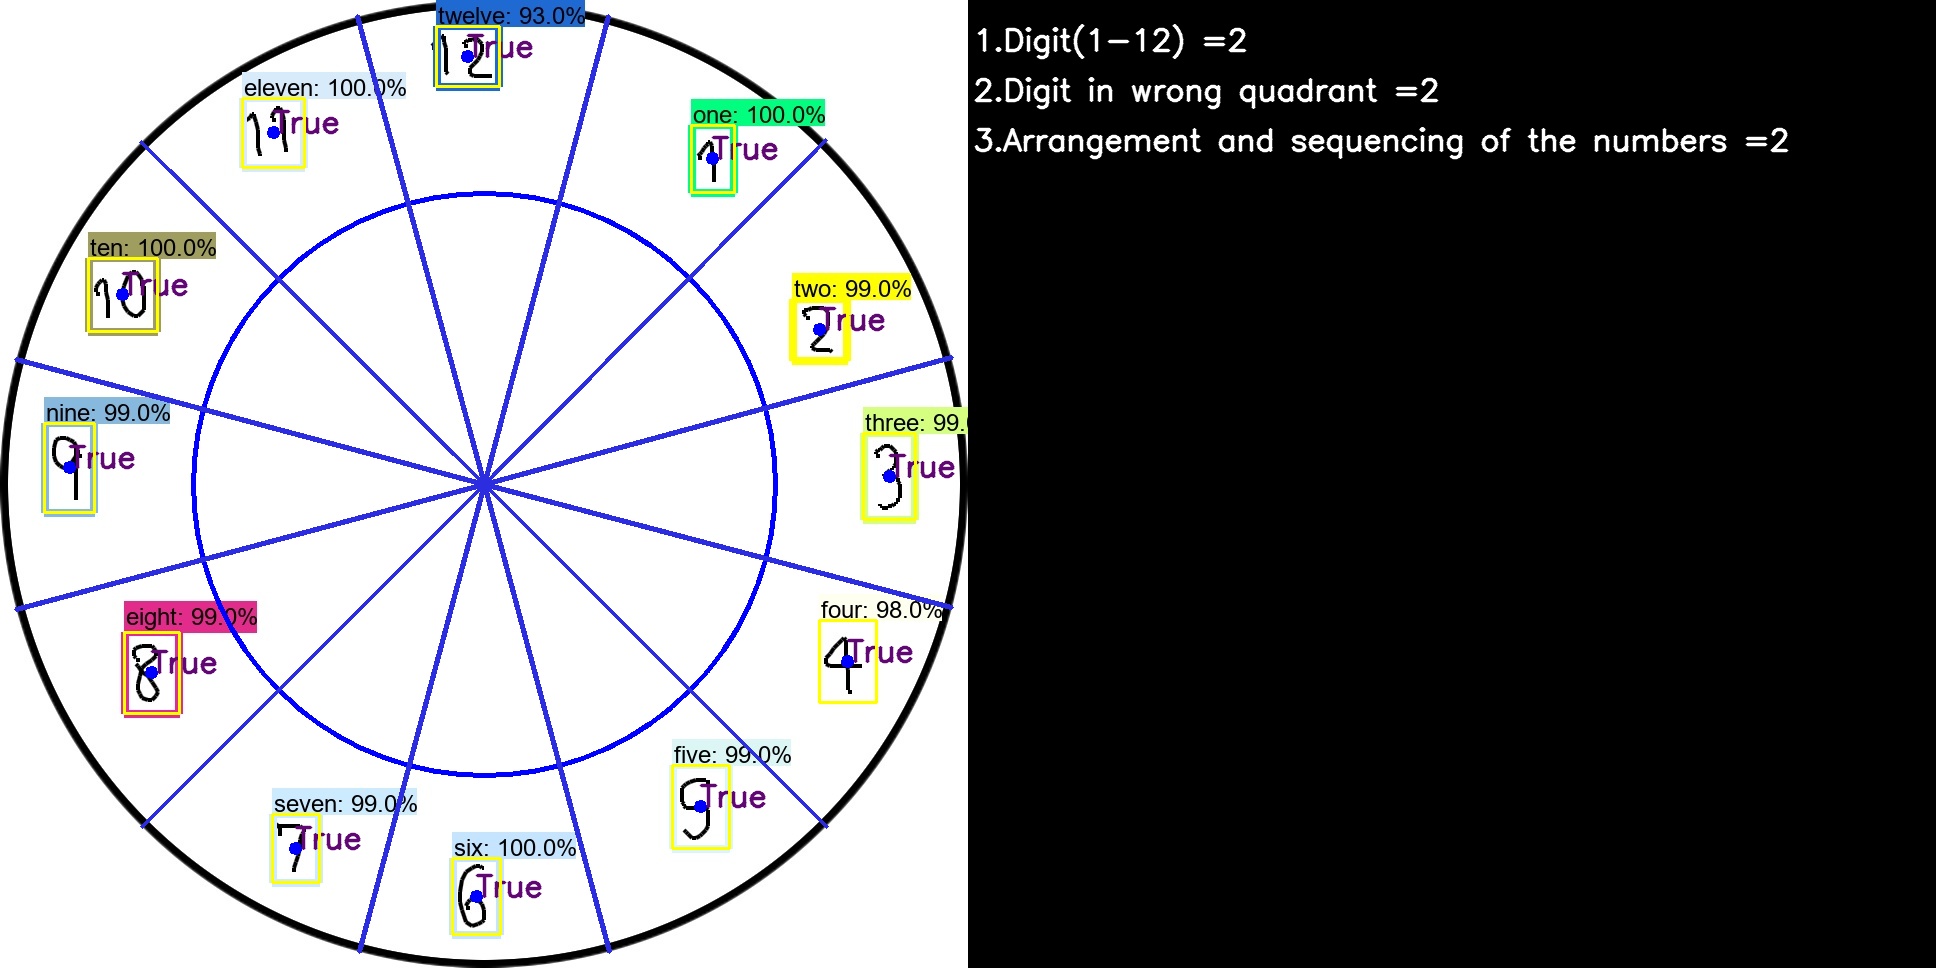 twelve: 93.0%
12 True
eleven: 100.0%
11 True
one: 100.0%
1 True
ten: 100.0%
10 True
two: 99.0%
2 True
nine: 99.0%
9 True
three: 99.
3 True
eight: 99.0%
8 True
four: 98.0%
4 True
five: 99.0%
5 True
seven: 99.0%
7 True
six: 100.0%
6 True
1.Digit(1-12) =2
2.Digit in wrong quadrant =2
3.Arrangement and sequencing of the numbers =2